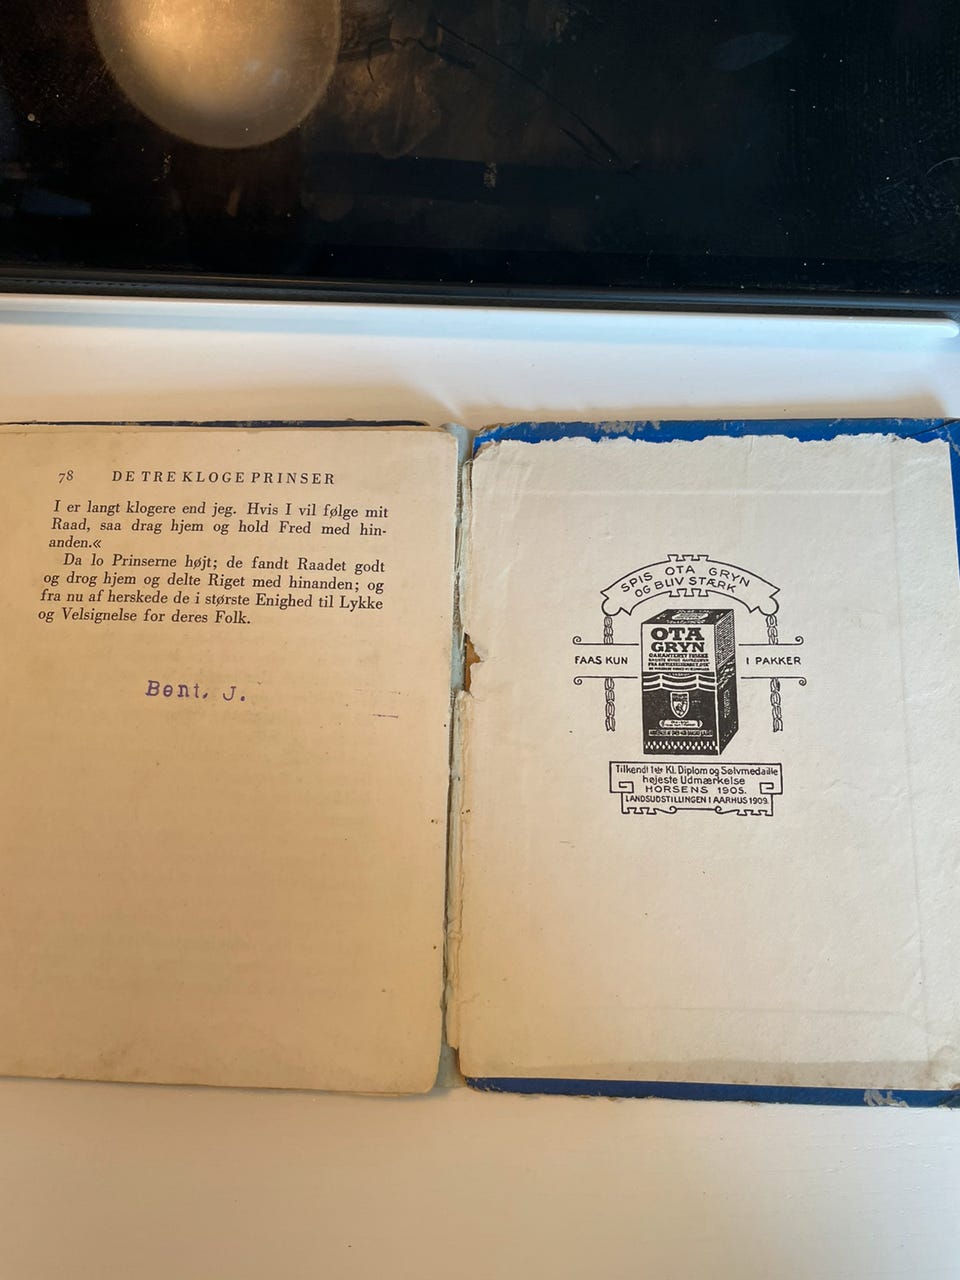 78 DE TRE KLOGE PRINSER
I er langt klogere end jeg. Hvis I vil følge mit
Raad, saa drag hjem og hold Fred med hin-
anden.«
Da lo Prinserne højt; de fandt Raadet godt
og drog hjem og delte Riget med hinanden; og
fra nu af herskede de i største Enighed til Lykke
og Velsignelse for deres Folk.
Bent. J.
SPIS OTA GRYN
OG BLIV STÆRK
OTA
GRYN
FAAS KUN I PAKKER
Tilkendt 1ste Kl. Diplom og Sølvmedaille
højeste Udmærkelse
HORSENS 1905.
LANDSUDSTILLINGEN I AARHUS 1909.